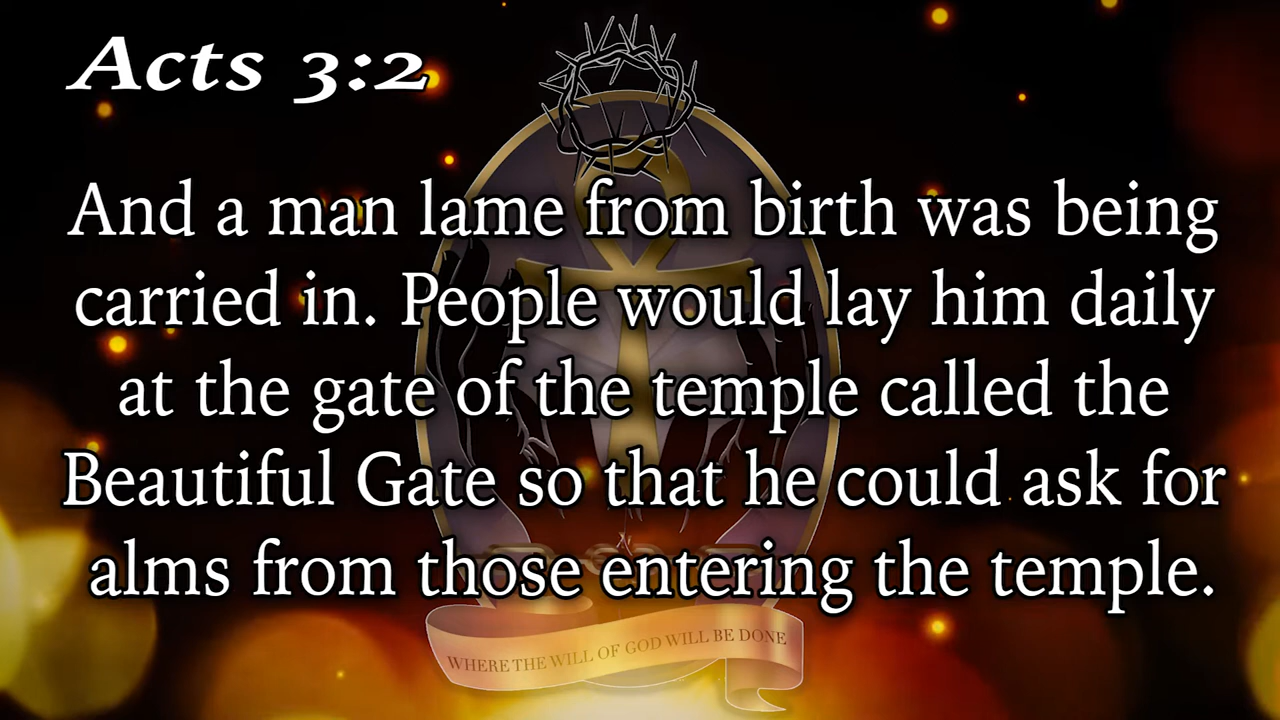 Acts 3:2
And a man lame from birth was being
carried in. People would lay him daily
at the gate of the temple called the
Beautiful Gate so that he could ask for
alms from those entering the temple.
WHERE THE WILL OF GOD WILL BE DONE